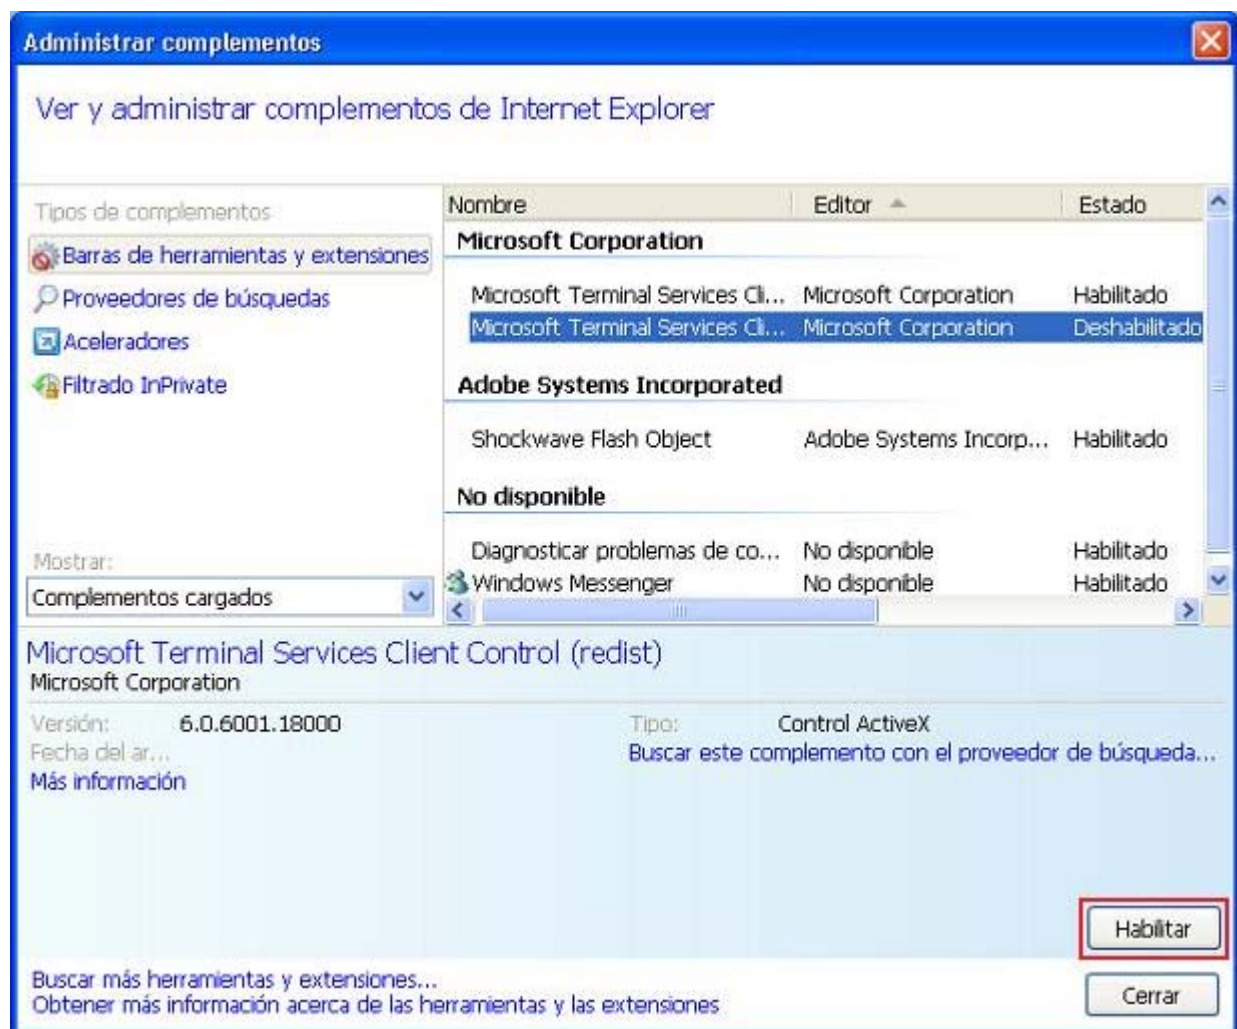 Administrar complementos
Ver y administrar complementos de Internet Explorer
Tipos de complementos
Barras de herramientas y extensiones
Proveedores de búsquedas
Aceleradores
Filtrado InPrivate
Mostrar:
Complementos cargados
Nombre Editor Estado
Microsoft Corporation
Microsoft Terminal Services Cli... Microsoft Corporation Habilitado
Microsoft Terminal Services Cli... Microsoft Corporation Deshabilitado
Adobe Systems Incorporated
Shockwave Flash Object Adobe Systems Incorp... Habilitado
No disponible
Diagnosticar problemas de co... No disponible Habilitado
Windows Messenger No disponible Habilitado
Microsoft Terminal Services Client Control (redist)
Microsoft Corporation
Versión: 6.0.6001.18000 Tipo: Control ActiveX
Fecha del ar... Buscar este complemento con el proveedor de búsqueda...
Más información
Habilitar
Buscar más herramientas y extensiones...
Obtener más información acerca de las herramientas y las extensiones
Cerrar